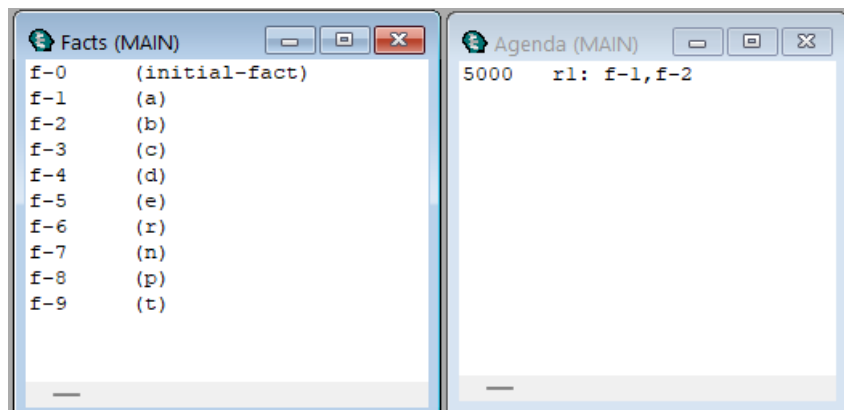 Facts (MAIN)
f-0 (initial-fact)
f-1 (a)
f-2 (b)
f-3 (c)
f-4 (d)
f-5 (e)
f-6 (r)
f-7 (n)
f-8 (p)
f-9 (t)
Agenda (MAIN)
5000 r1: f-1,f-2